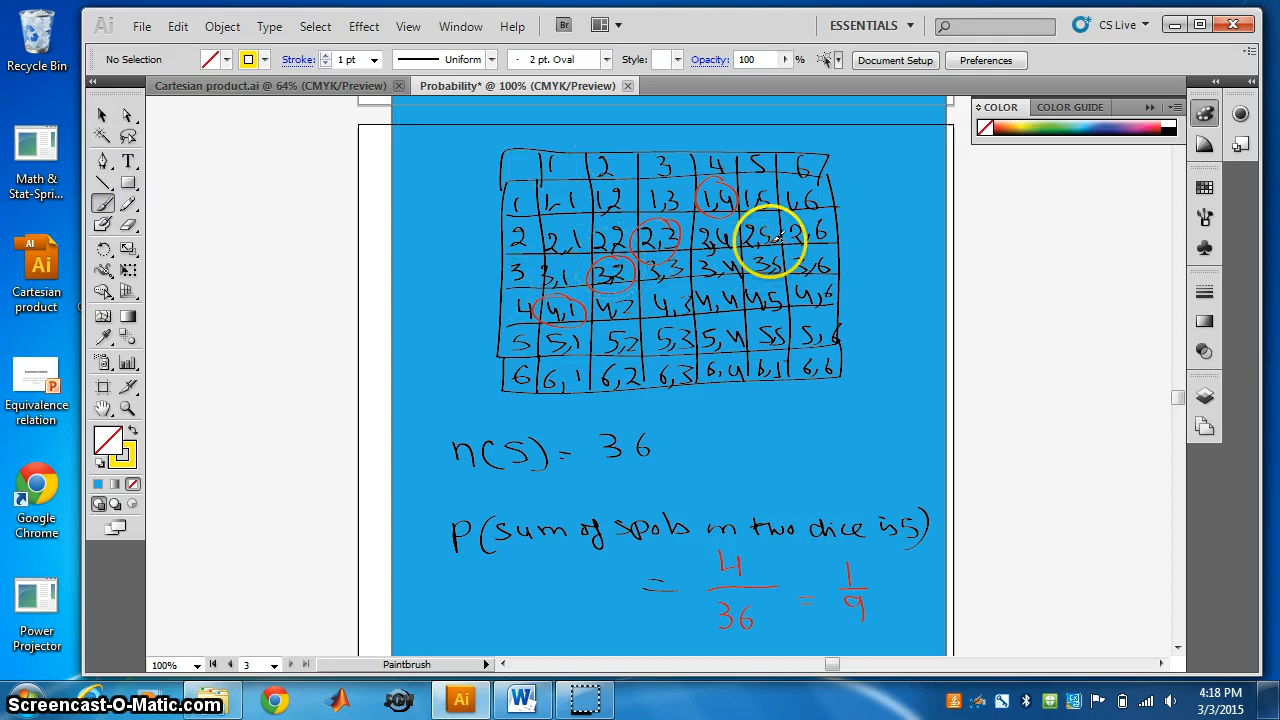 Ai File Edit Object Type Select Effect View Window Help Br ESSENTIALS CS Live
No Selection Stroke: 1 pt Uniform 2 pt. Oval Style: Opacity: 100 % Document Setup Preferences
Cartesian product.ai @ 64% (CMYK/Preview) Probability* @ 100% (CMYK/Preview)
COLOR COLOR GUIDE
Recycle Bin
Math & Stat-Spri...
Cartesian product
Equivalence relation
Google Chrome
Power Projector
1 2 3 4 5 6
1 1,1 1,2 1,3 1,4 1,5 1,6
2 2,1 2,2 2,3 2,4 2,5 2,6
3 3,1 3,2 3,3 3,4 3,5 3,6
4 4,1 4,2 4,3 4,4 4,5 4,6
5 5,1 5,2 5,3 5,4 5,5 5,6
6 6,1 6,2 6,3 6,4 6,6
n(S) = 36
P(sum of spots in two dice is 5)
= 4/36 = 1/9
100% 3 Paintbrush
Ai W
4:18 PM
3/3/2015
Screencast-O-Matic.com